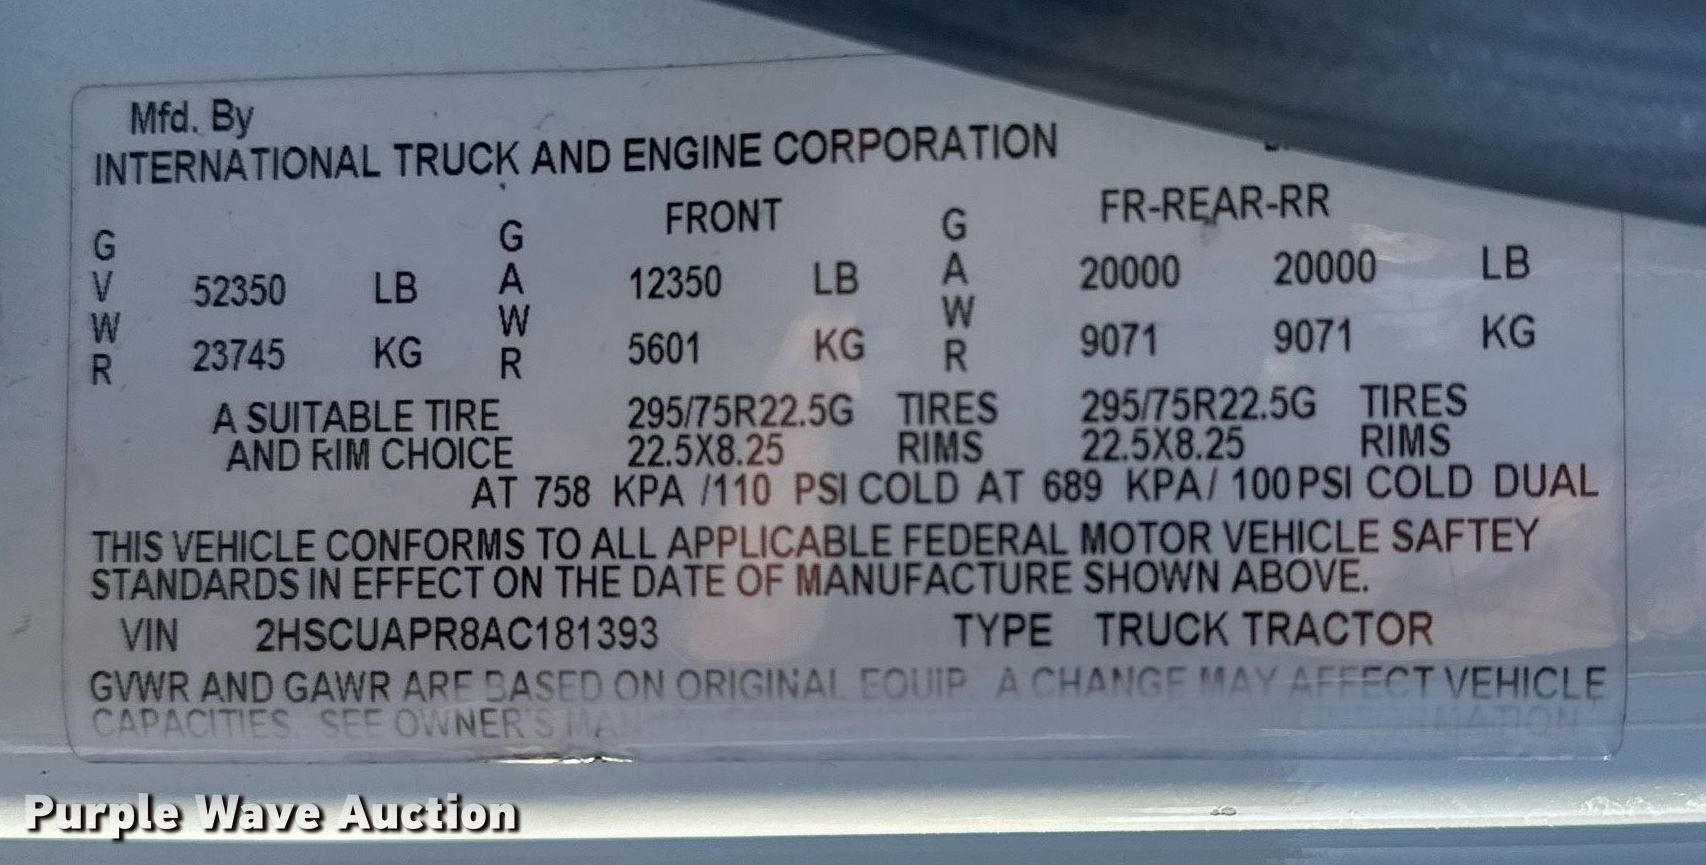 Mfd. By
INTERNATIONAL TRUCK AND ENGINE CORPORATION
FRONT FR-REAR-RR
GVWR 52350 LB GAWR 12350 LB GAWR 20000 20000 LB
23745 KG 5601 KG 9071 9071 KG
A SUITABLE TIRE 295/75R22.5G TIRES 295/75R22.5G TIRES
AND RIM CHOICE 22.5X8.25 RIMS 22.5X8.25 RIMS
AT 758 KPA /110 PSI COLD AT 689 KPA/ 100 PSI COLD DUAL
THIS VEHICLE CONFORMS TO ALL APPLICABLE FEDERAL MOTOR VEHICLE SAFTEY
STANDARDS IN EFFECT ON THE DATE OF MANUFACTURE SHOWN ABOVE.
VIN 2HSCUAPR8AC181393 TYPE TRUCK TRACTOR
GVWR AND GAWR ARE BASED ON ORIGINAL EQUIP. A CHANGE MAY AFFECT VEHICLE
CAPACITIES. SEE OWNER'S
Purple Wave Auction